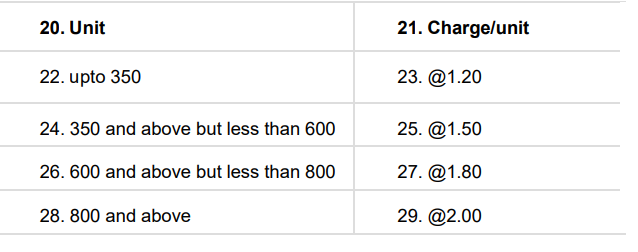 20. Unit 21. Charge/unit
22. upto 350 23. @1.20
24. 350 and above but less than 600 25. @1.50
26. 600 and above but less than 800 27. @1.80
28. 800 and above 29. @2.00